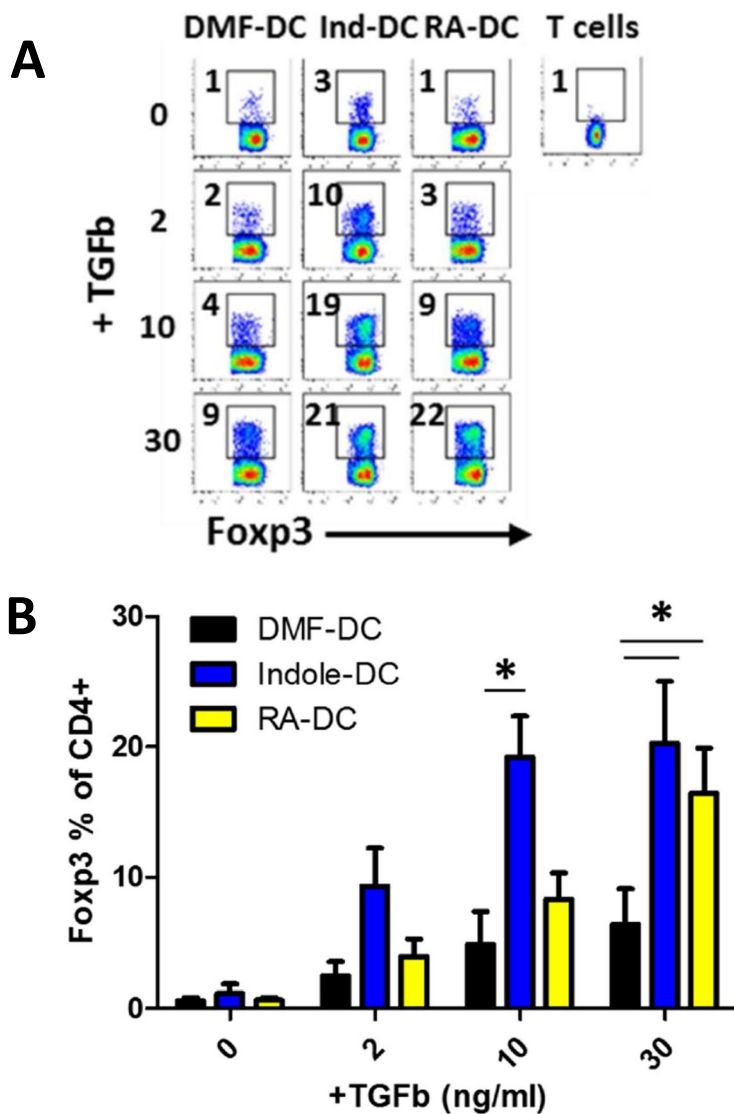 A
DMF-DC Ind-DC RA-DC T cells
0 1 3 1 1
2 2 10 3
+ TGFb
10 4 19 9
30 9 21 22
Foxp3
B
30
20
10
0
Foxp3 % of CD4+
DMF-DC
Indole-DC
RA-DC
*
*
0 2 10 30
+TGFb (ng/ml)